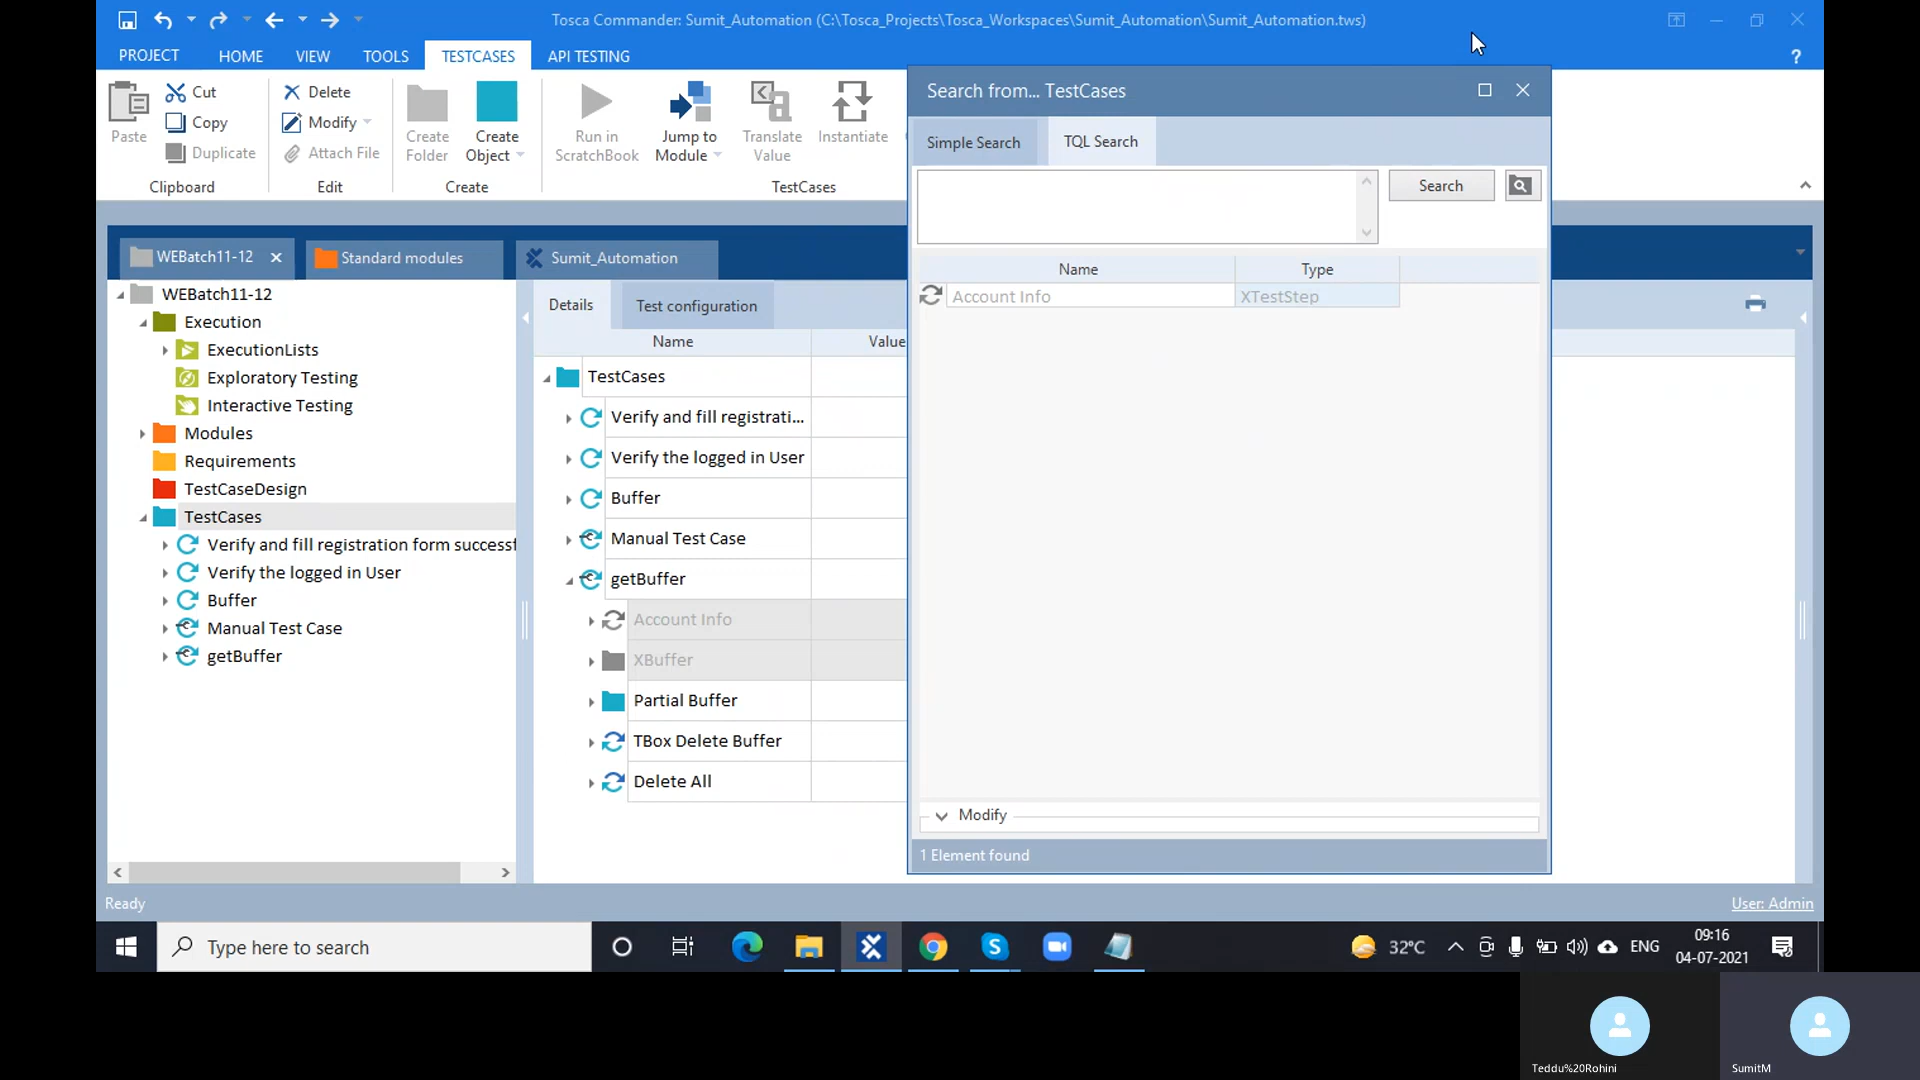 Tosca Commander: Sumit_Automation (C:\Tosca_Projects\Tosca_Workspaces\Sumit_Automation\Sumit_Automation.tws)
PROJECT HOME VIEW TOOLS TESTCASES API TESTING ?
Paste
Cut
Copy
Duplicate
Clipboard
Delete
Modify
Attach File
Edit
Create Folder
Create Object
Create
Run in ScratchBook
Jump to Module
Translate Value
Instantiate
TestCases
WEBatch11-12
Standard modules
Sumit_Automation
WEBatch11-12
Execution
ExecutionLists
Exploratory Testing
Interactive Testing
Modules
Requirements
TestCaseDesign
TestCases
Verify and fill registration form successf
Verify the logged in User
Buffer
Manual Test Case
getBuffer
Details
Test configuration
Name Value
TestCases
Verify and fill registrati...
Verify the logged in User
Buffer
Manual Test Case
getBuffer
Account Info
XBuffer
Partial Buffer
TBox Delete Buffer
Delete All
Search from... TestCases
Simple Search
TQL Search
Search
Name Type
Account Info XTestStep
Modify
1 Element found
Ready
User: Admin
Type here to search
32°C
ENG
09:16
04-07-2021
Teddu%20Rohini
SumitM